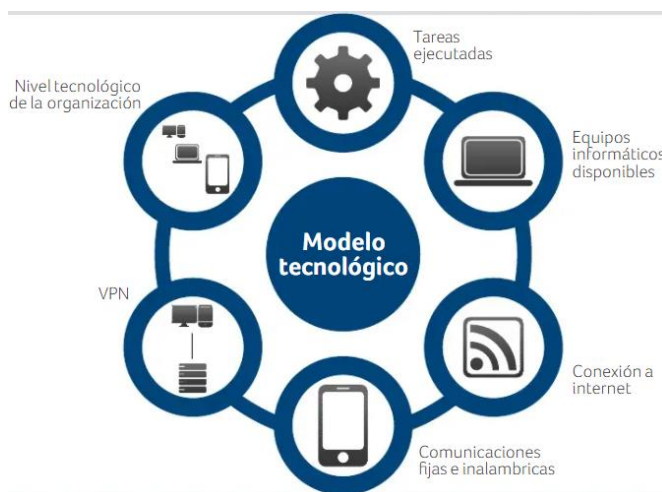 Tareas
ejecutadas
Nivel tecnológico
de la organización
Equipos
informáticos
disponibles
Modelo
tecnológico
VPN
Conexión a
internet
Comunicaciones
fijas e inalambricas